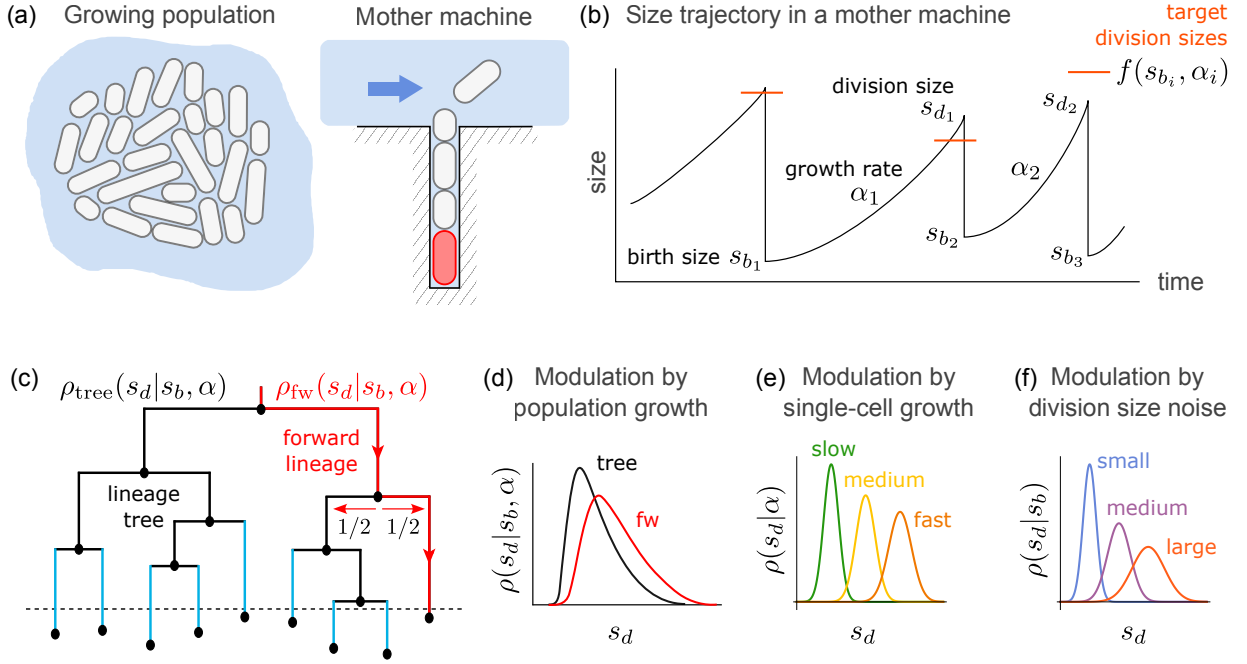 (a) Growing population
Mother machine
(b) Size trajectory in a mother machine
target
division sizes
f(s_{b_i}, α_i)
division size
s_{d_1}
s_{d_2}
growth rate
α_1
α_2
size
birth size
s_{b_1}
s_{b_2}
s_{b_3}
time
(c)
ρ_{tree}(s_d|s_b, α)
ρ_{fw}(s_d|s_b, α)
forward
lineage
lineage
tree
1/2
1/2
(d) Modulation by
population growth
tree
fw
ρ(s_d|s_b, α)
s_d
(e) Modulation by
single-cell growth
slow
medium
fast
ρ(s_d|α)
s_d
(f) Modulation by
division size noise
small
medium
large
ρ(s_d|s_b)
s_d